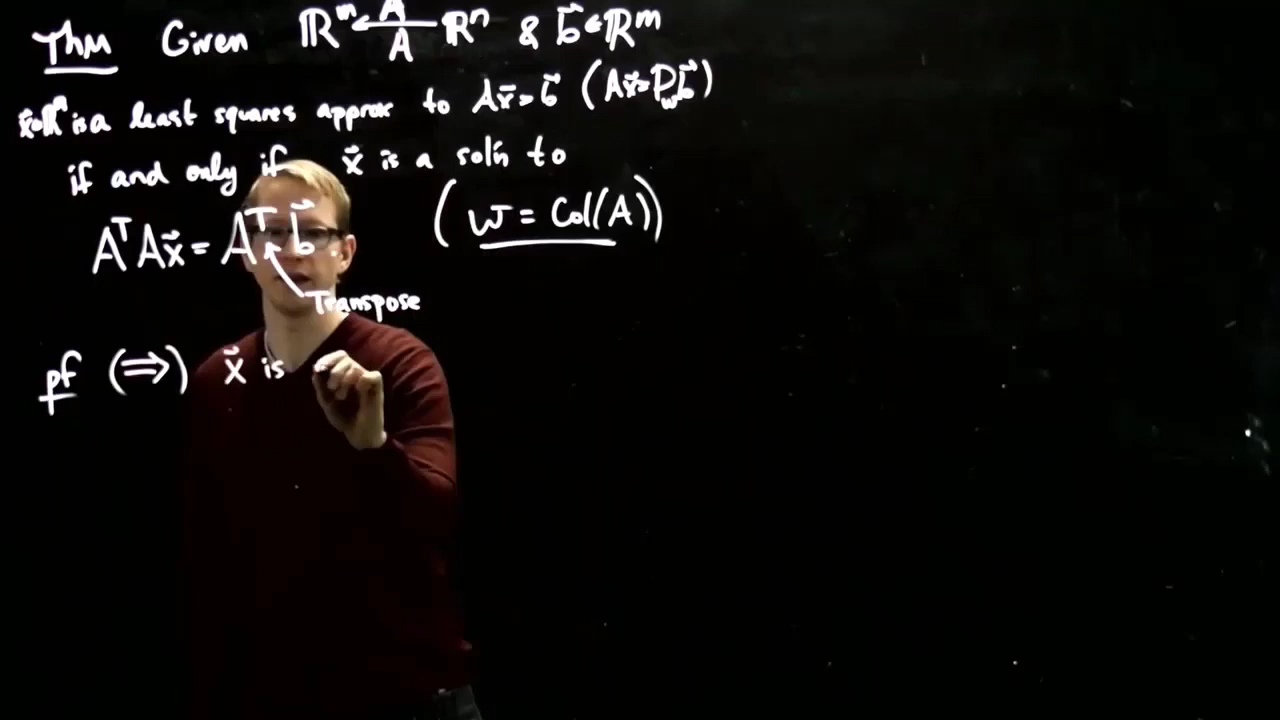 Thm Given ℝᵐ ←A A— ℝⁿ & b⃗ ∈ ℝᵐ
x⃗∈ℝⁿ is a least squares approx to Ax⃗=b⃗ (Ax⃗=P_w b⃗)
if and only if x⃗ is a sol'n to
AᵀAx⃗ = Aᵀb⃗. (W = Col(A))
Transpose
pf (⇒) x⃗ is